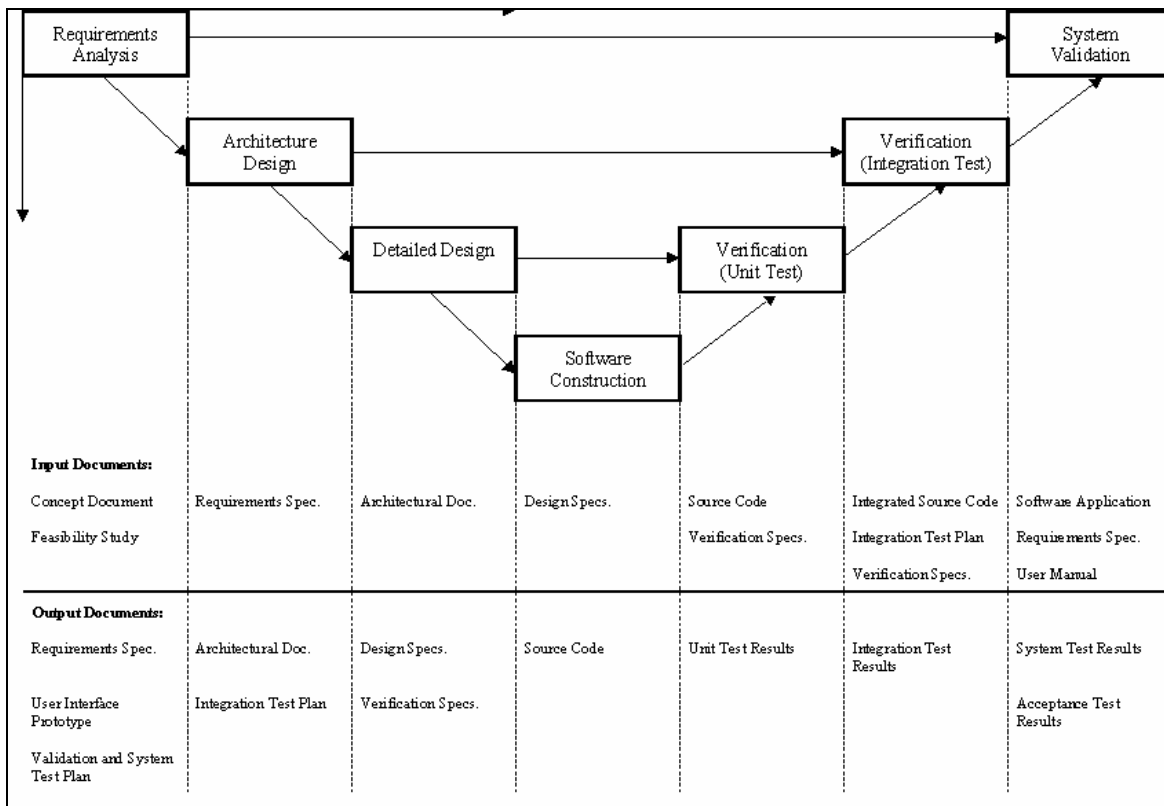 Requirements
Analysis
System
Validation
Architecture
Design
Verification
(Integration Test)
Detailed Design
Verification
(Unit Test)
Software
Construction
Input Documents:
Concept Document
Requirements Spec.
Architectural Doc.
Design Specs.
Source Code
Integrated Source Code
Software Application
Feasibility Study
Verification Specs.
Integration Test Plan
Requirements Spec.
Verification Specs.
User Manual
Output Documents:
Requirements Spec.
Architectural Doc.
Design Specs.
Source Code
Unit Test Results
Integration Test
Results
System Test Results
User Interface
Prototype
Integration Test Plan
Verification Specs.
Acceptance Test
Results
Validation and System
Test Plan